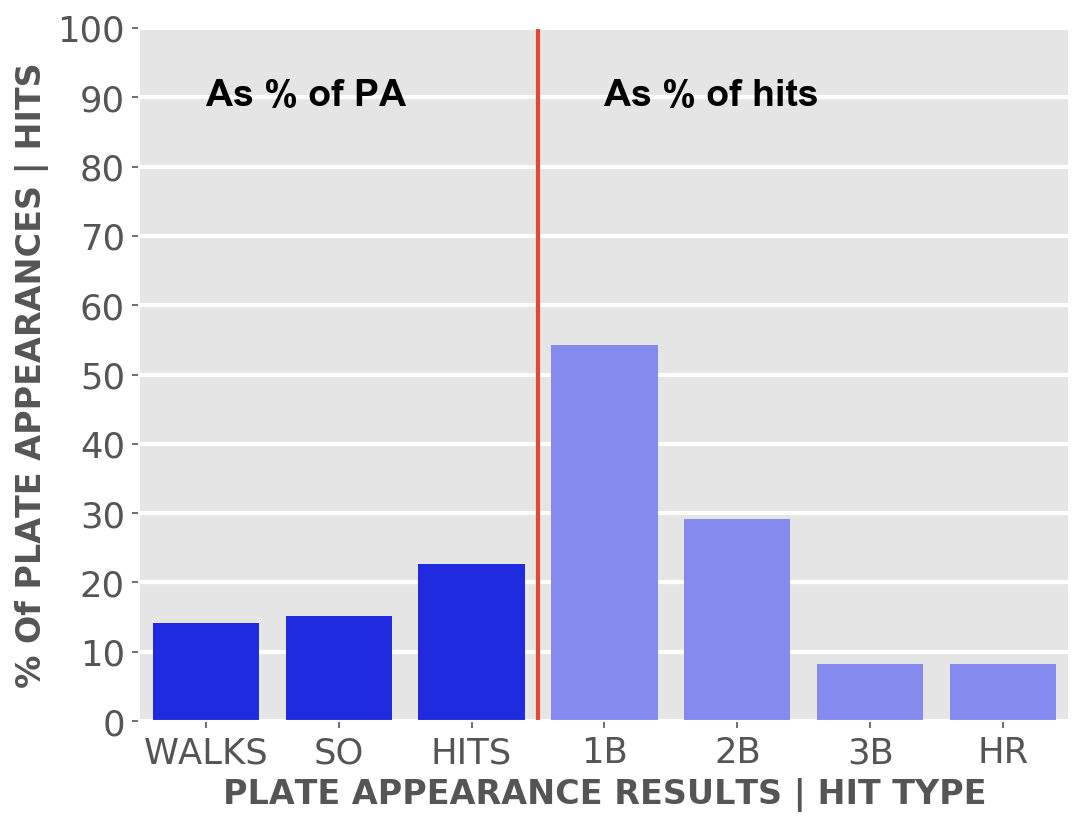 % Of PLATE APPEARANCES | HITS
100
90
80
70
60
50
40
30
20
10
0
As % of PA
As % of hits
WALKS
SO
HITS
1B
2B
3B
HR
PLATE APPEARANCE RESULTS | HIT TYPE